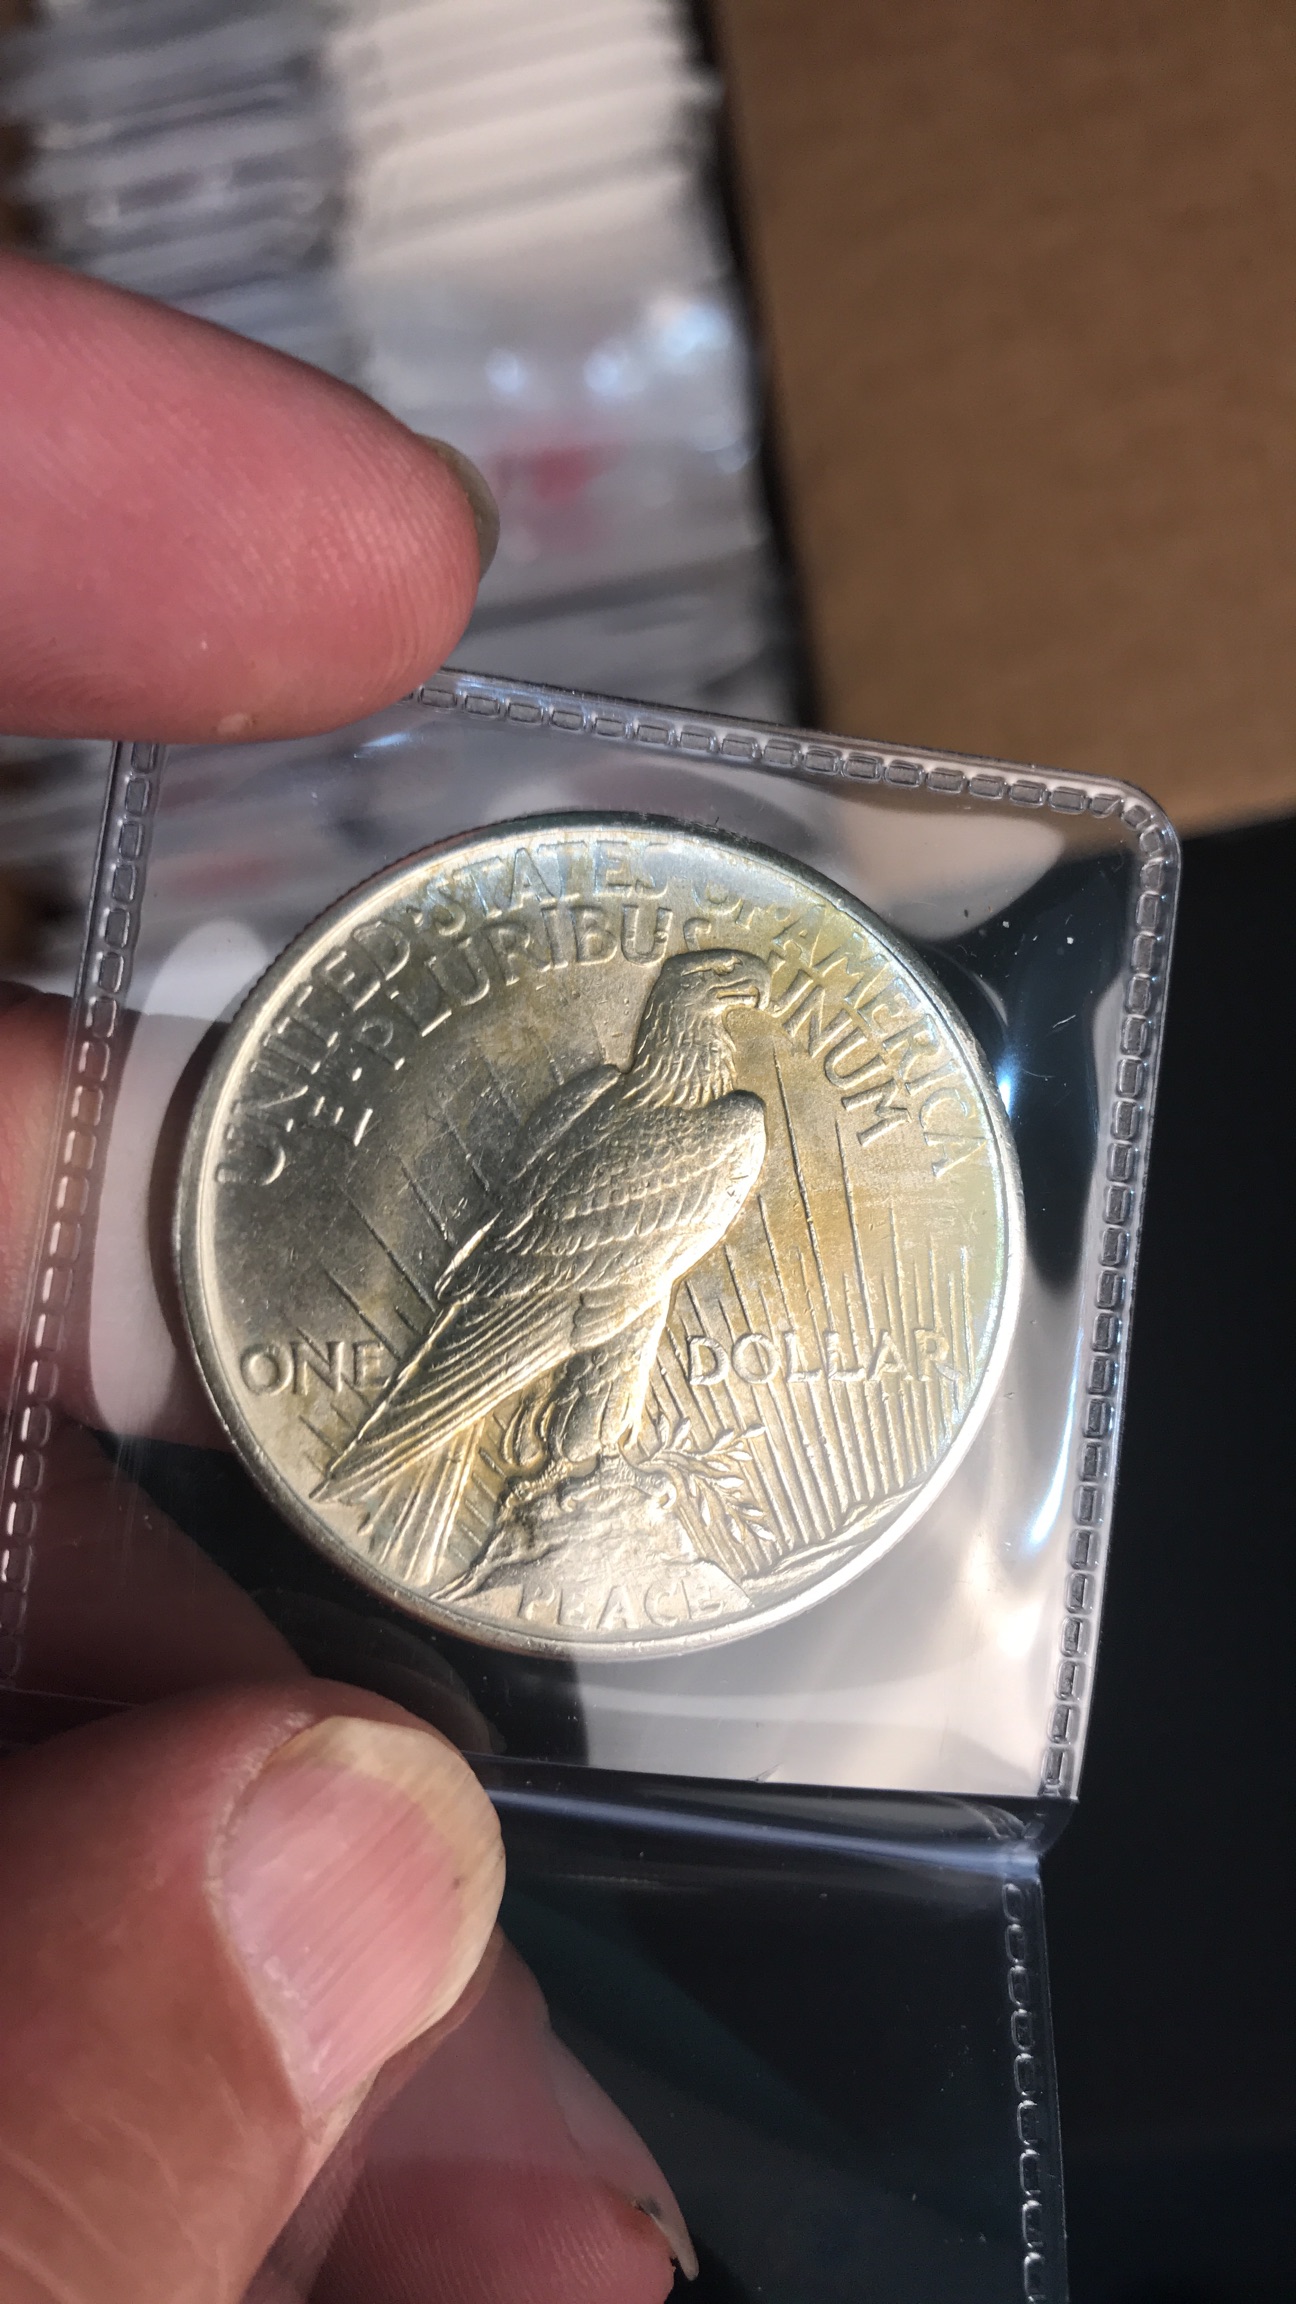 UNITED·STATES OF·AMERICA
E·PLURIBUS UNUM
ONE DOLLAR
PEACE